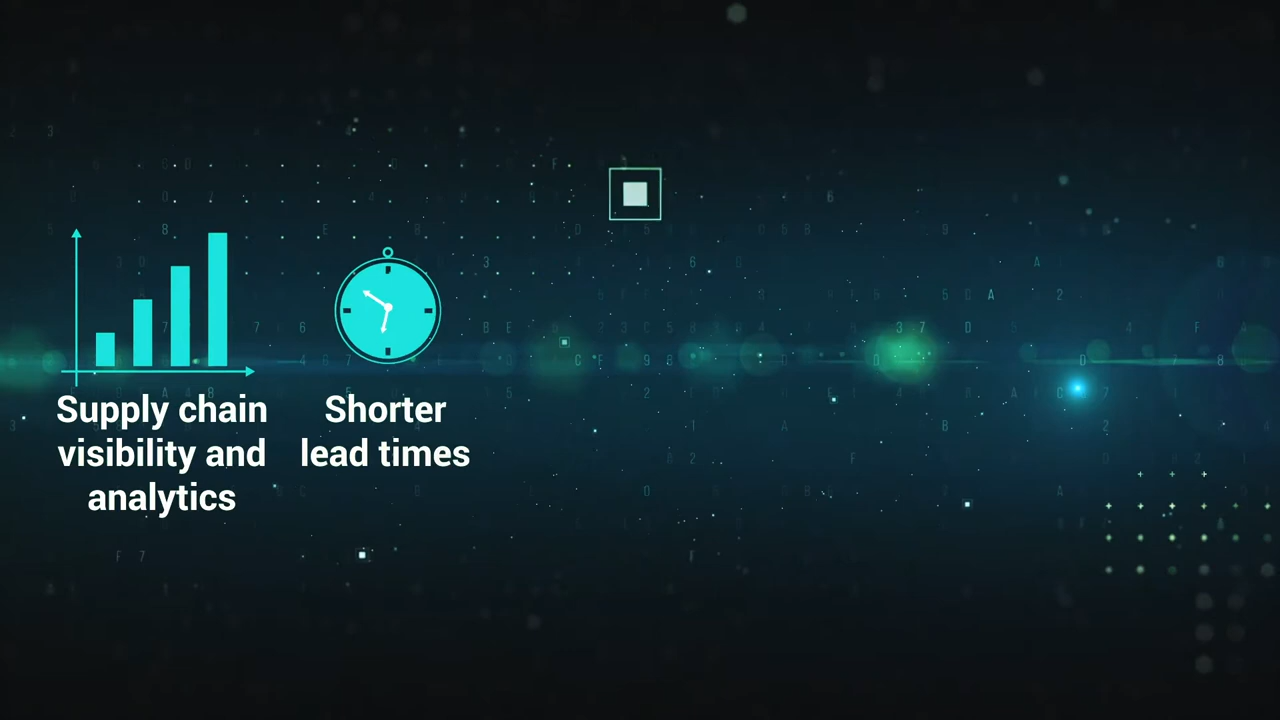 Supply chain
visibility and
analytics
Shorter
lead times